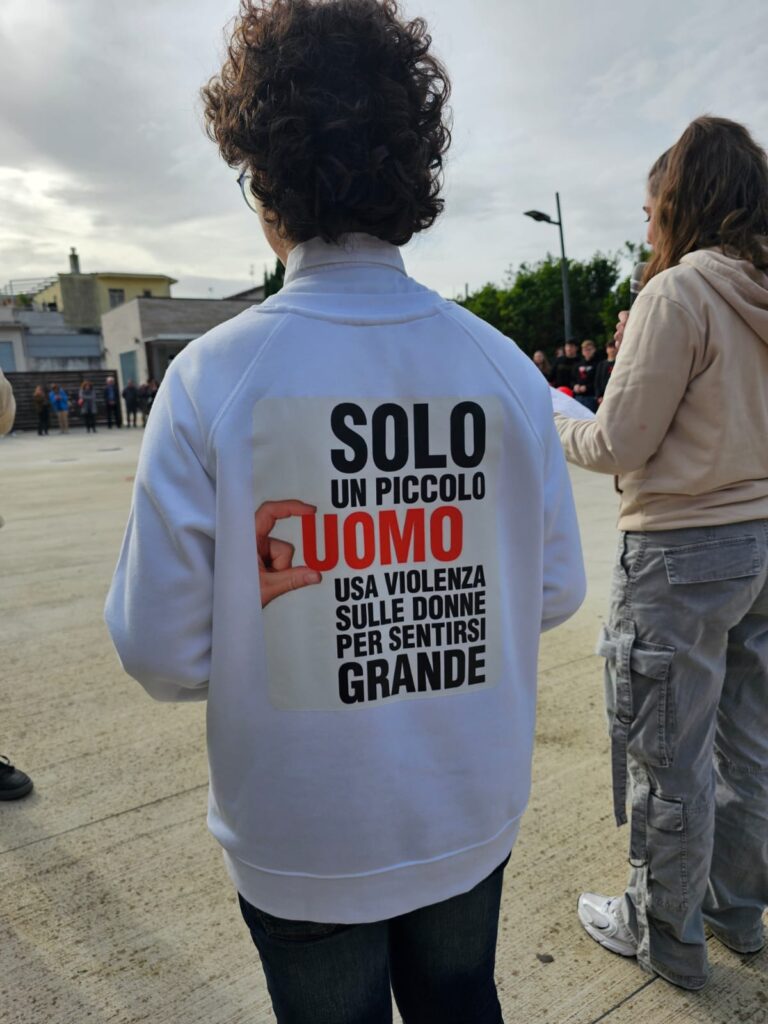 SOLO
UN PICCOLO
UOMO
USA VIOLENZA
SULLE DONNE
PER SENTIRSI
GRANDE